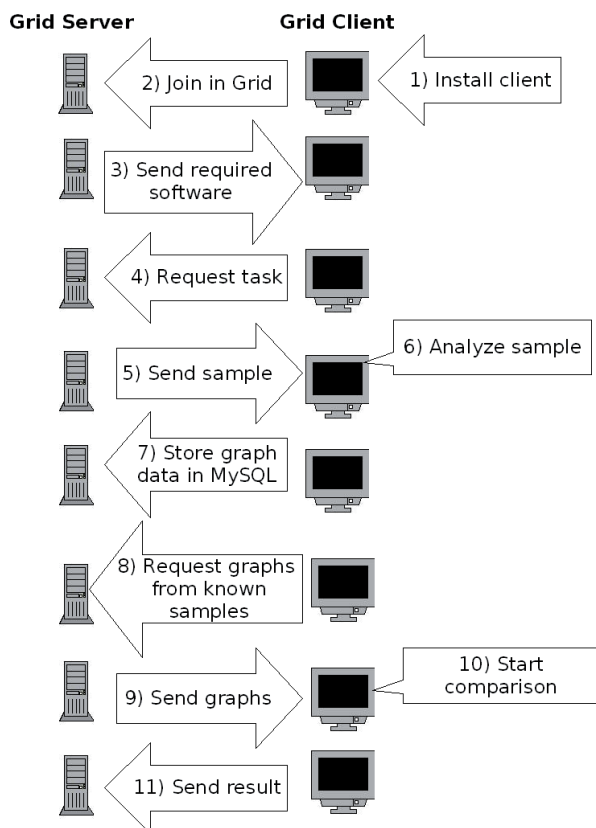 Grid Server
Grid Client
1) Install client
2) Join in Grid
3) Send required
software
4) Request task
5) Send sample
6) Analyze sample
7) Store graph
data in MySQL
8) Request graphs
from known
samples
9) Send graphs
10) Start
comparison
11) Send result